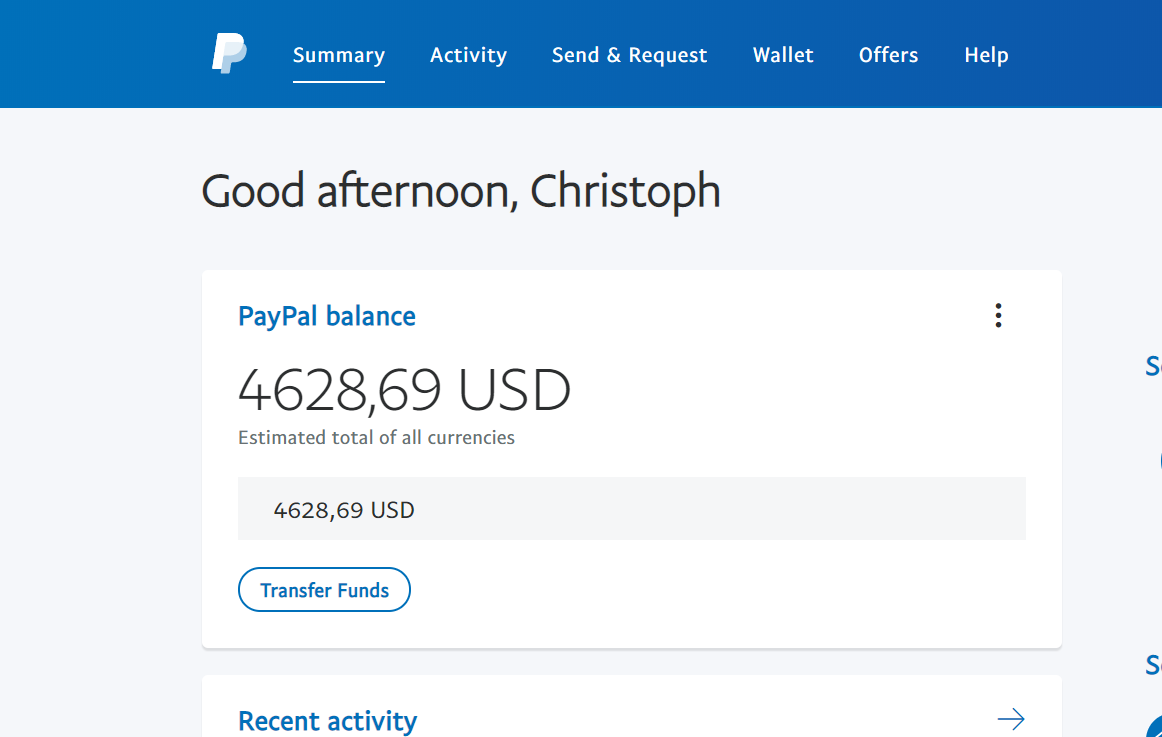 Summary Activity Send & Request Wallet Offers Help
Good afternoon, Christoph
PayPal balance
4628,69 USD
Estimated total of all currencies
4628,69 USD
Transfer Funds
Recent activity